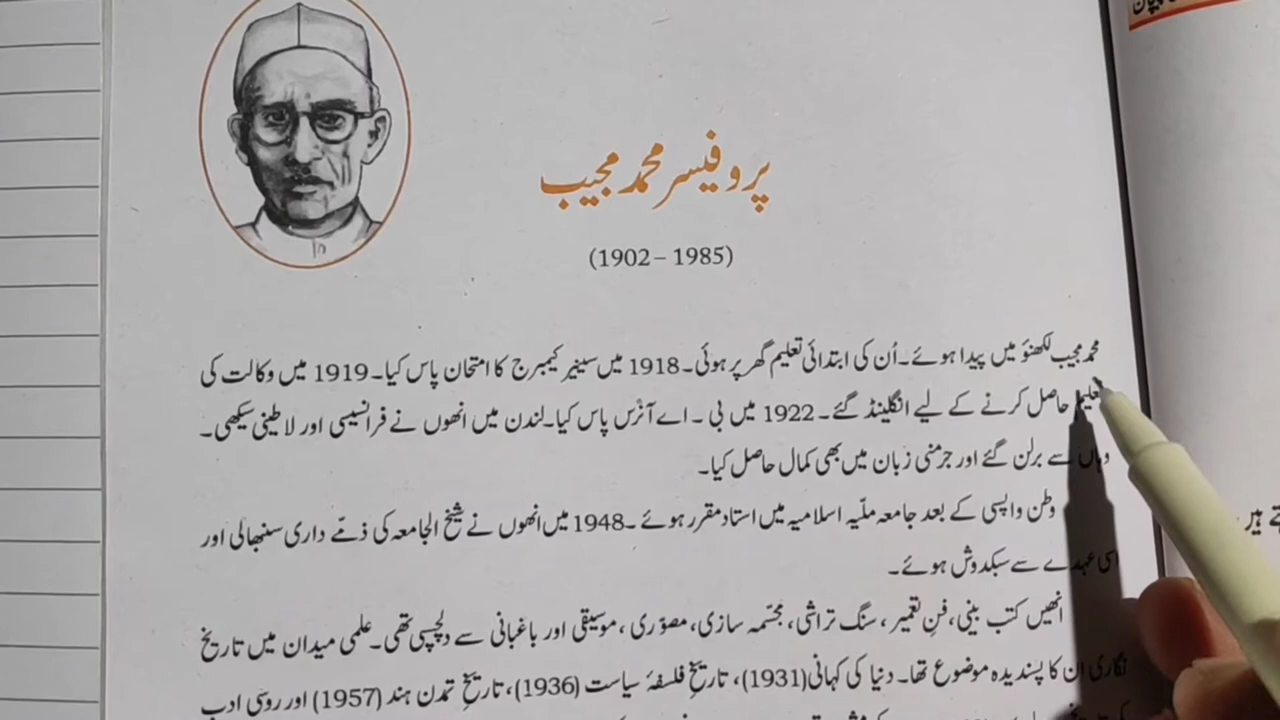 پروفیسر محمد مجیب
(1902 – 1985)
محمد مجیب لکھنؤ میں پیدا ہوئے۔ اُن کی ابتدائی تعلیم گھر پر ہوئی۔ 1918 میں سینیر کیمبرج کا امتحان پاس کیا۔ 1919 میں وکالت کی
تعلیم حاصل کرنے کے لیے انگلینڈ گئے۔ 1922 میں بی ۔ اے آنرْس پاس کیا۔ لندن میں انھوں نے فرانسیسی اور لاطینی سیکھی۔
وہاں سے برلن گئے اور جرمنی زبان میں بھی کمال حاصل کیا۔
وطن واپسی کے بعد جامعہ ملّیہ اسلامیہ میں استاد مقرر ہوئے ۔ 1948 میں انھوں نے شیخ الجامعہ کی ذمّے داری سنبھالی اور
اسی عہدے سے سبکدوش ہوئے ۔
انھیں کتب بینی، فنِ تعمیر ، سنگ تراشی، مجسّمہ سازی، مصوّری ، موسیقی اور باغبانی سے دلچسپی تھی۔ علمی میدان میں تاریخ
نگاری ان کا پسندیدہ موضوع تھا۔ دنیا کی کہانی (1931)، تاریخِ فلسفۂ سیاست (1936)، تاریخِ تمدن ہند (1957) اور روسی ادب